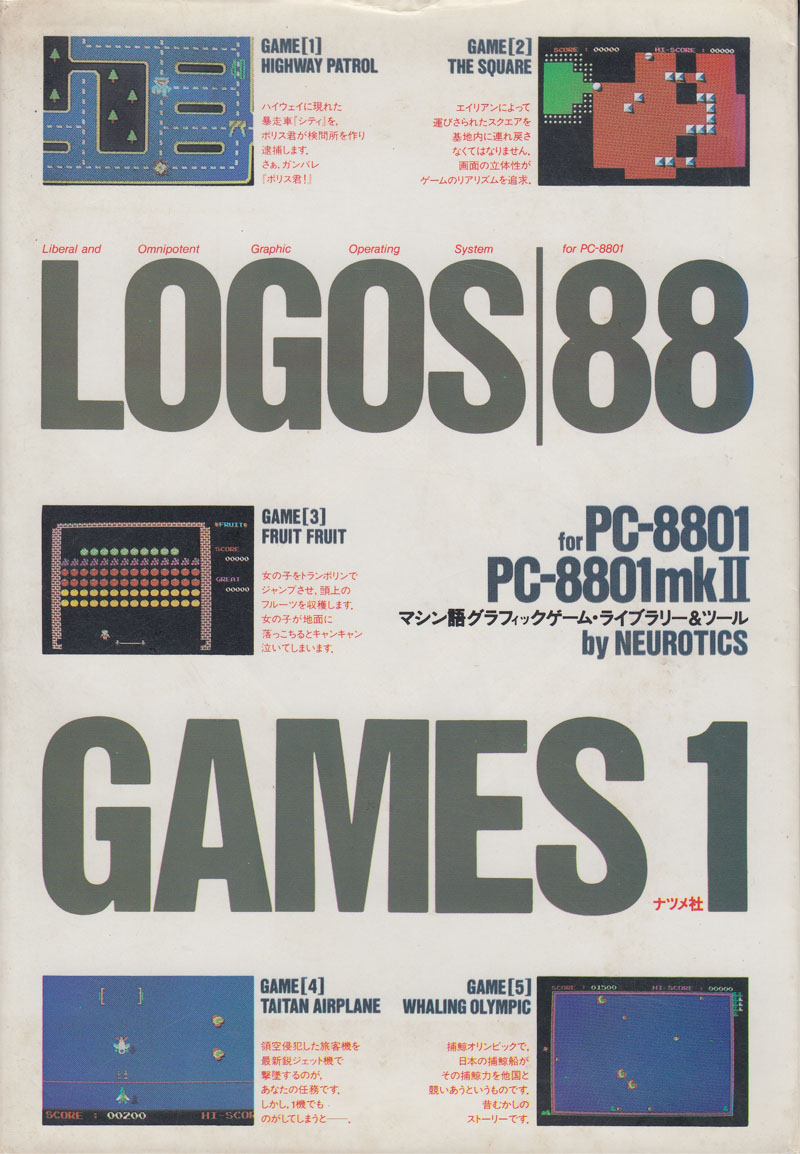 GAME[1]
HIGHWAY PATROL
ハイウェイに現れた
暴走車『シティ』を、
ポリス君が検問所を作り
逮捕します。
さぁ、ガンバレ
『ポリス君!』
GAME[2]
THE SQUARE
エイリアンによって
運びさられたスクエアを
基地内に連れ戻さ
なくてはなりません。
画面の立体性が
ゲームのリアリズムを追求。
SCORE : 00000 HI-SCORE : 00000
Liberal and Omnipotent Graphic Operating System for PC-8801
LOGOS|88
FRUIT
SCORE
00000
GREAT
00000
GAME[3]
FRUIT FRUIT
女の子をトランポリンで
ジャンプさせ、頭上の
フルーツを収穫します。
女の子が地面に
落っこちるとキャンキャン
泣いてしまいます。
for PC-8801
PC-8801mkII
マシン語グラフィックゲーム・ライブラリー&ツール
by NEUROTICS
GAMES 1
ナツメ社
SCORE : 00200 HI-SCO
GAME[4]
TAITAN AIRPLANE
領空侵犯した旅客機を
最新鋭ジェット機で
撃墜するのが、
あなたの任務です。
しかし、1機でも
のがしてしまうと——。
GAME[5]
WHALING OLYMPIC
捕鯨オリンピックで、
日本の捕鯨船が
その捕鯨力を他国と
競いあうというものです。
昔むかしの
ストーリーです。
SCORE : 01500 HI-SCORE : 00000